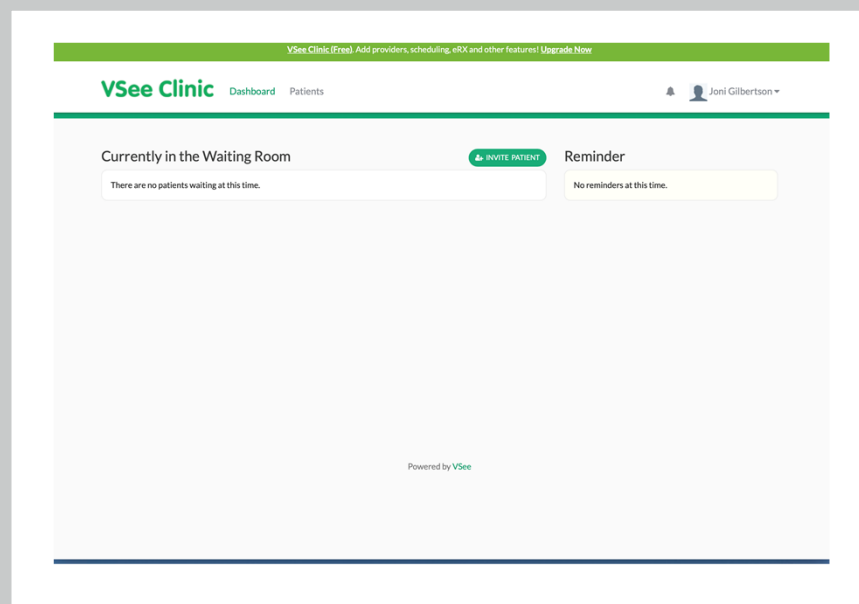 VSee Clinic (Free). Add providers, scheduling, eRX and other features! Upgrade Now
VSee Clinic Dashboard Patients Joni Gilbertson
Currently in the Waiting Room INVITE PATIENT Reminder
There are no patients waiting at this time. No reminders at this time.
Powered by VSee